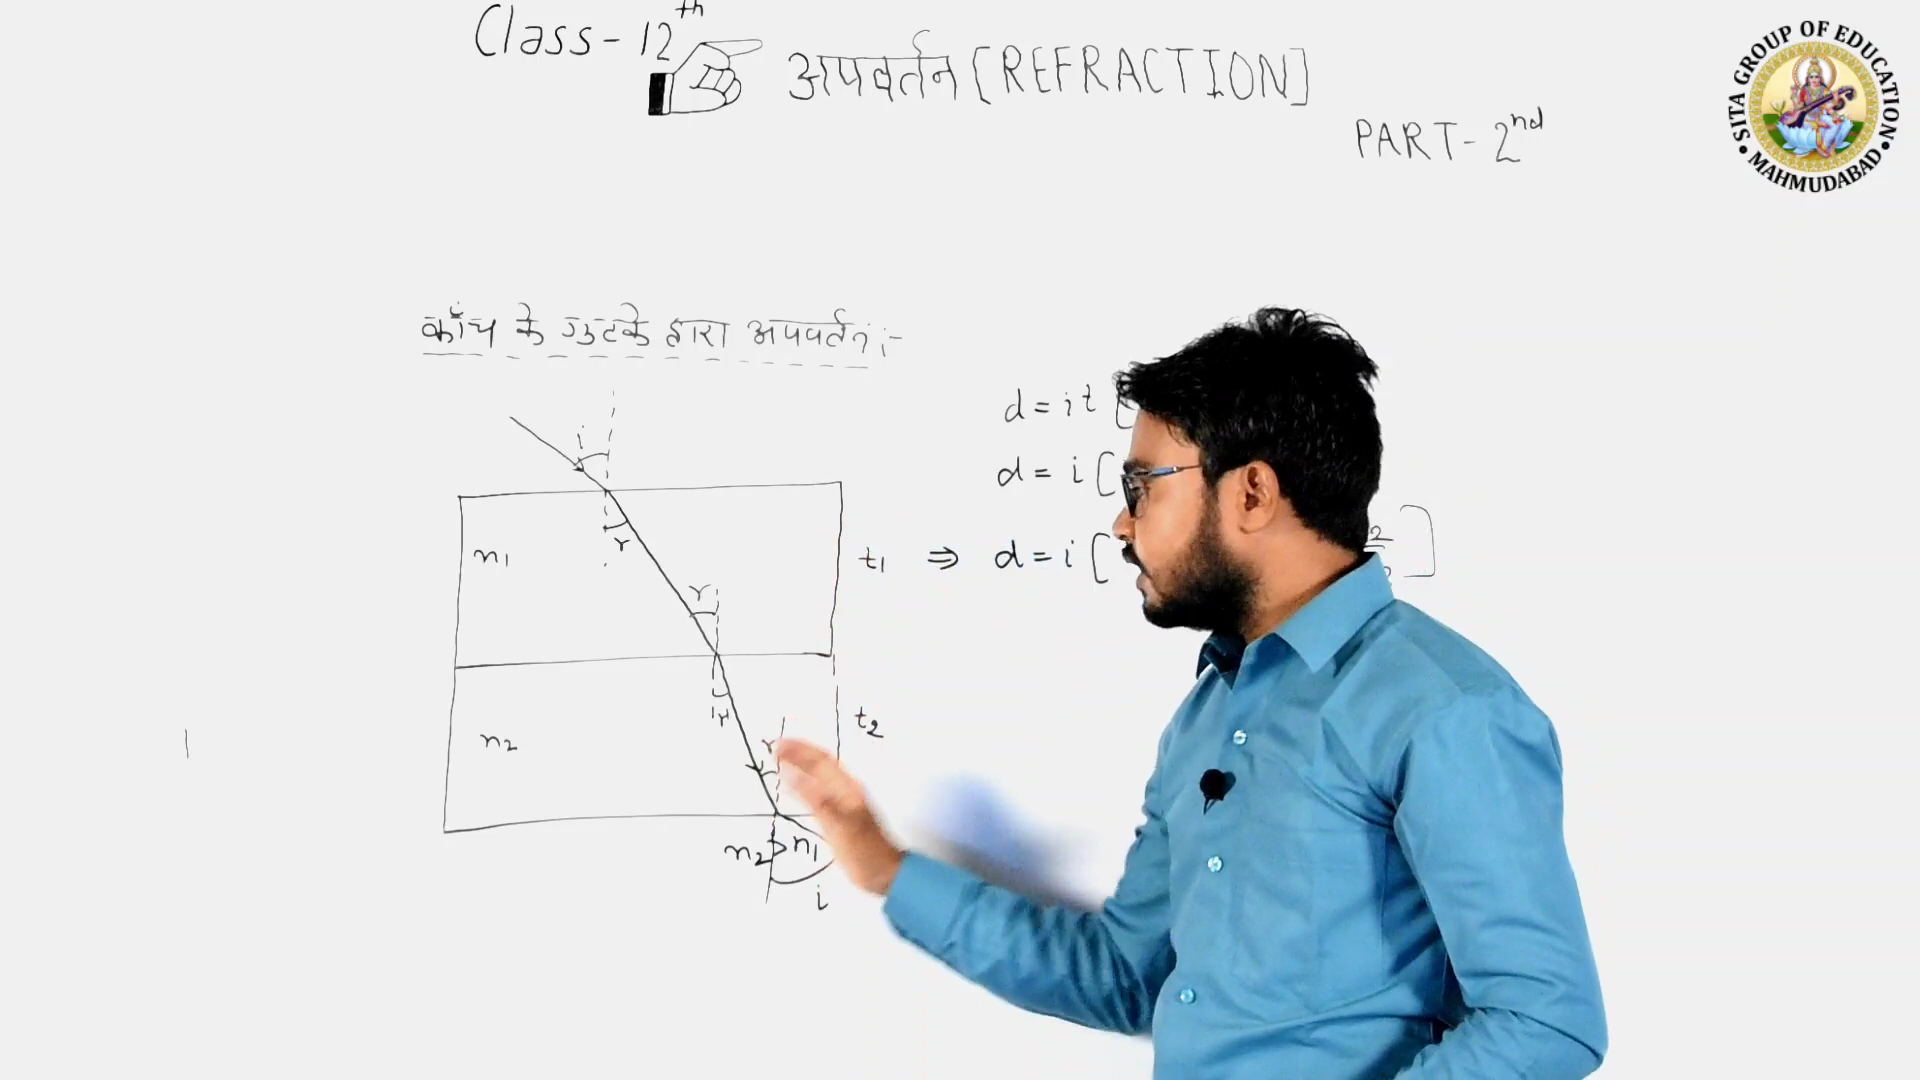 Class - 12th
अपवर्तन [REFRACTION]
PART - 2nd
SITA GROUP OF EDUCATION
• MAHMUDABAD •
काँच के गुटके द्वारा अपवर्तन :-
d = it [
d = i [
t1 ⇒ d = i [ 2 ]
i
r
n1
r
r'
t2
n2
r
n2 > n1
i